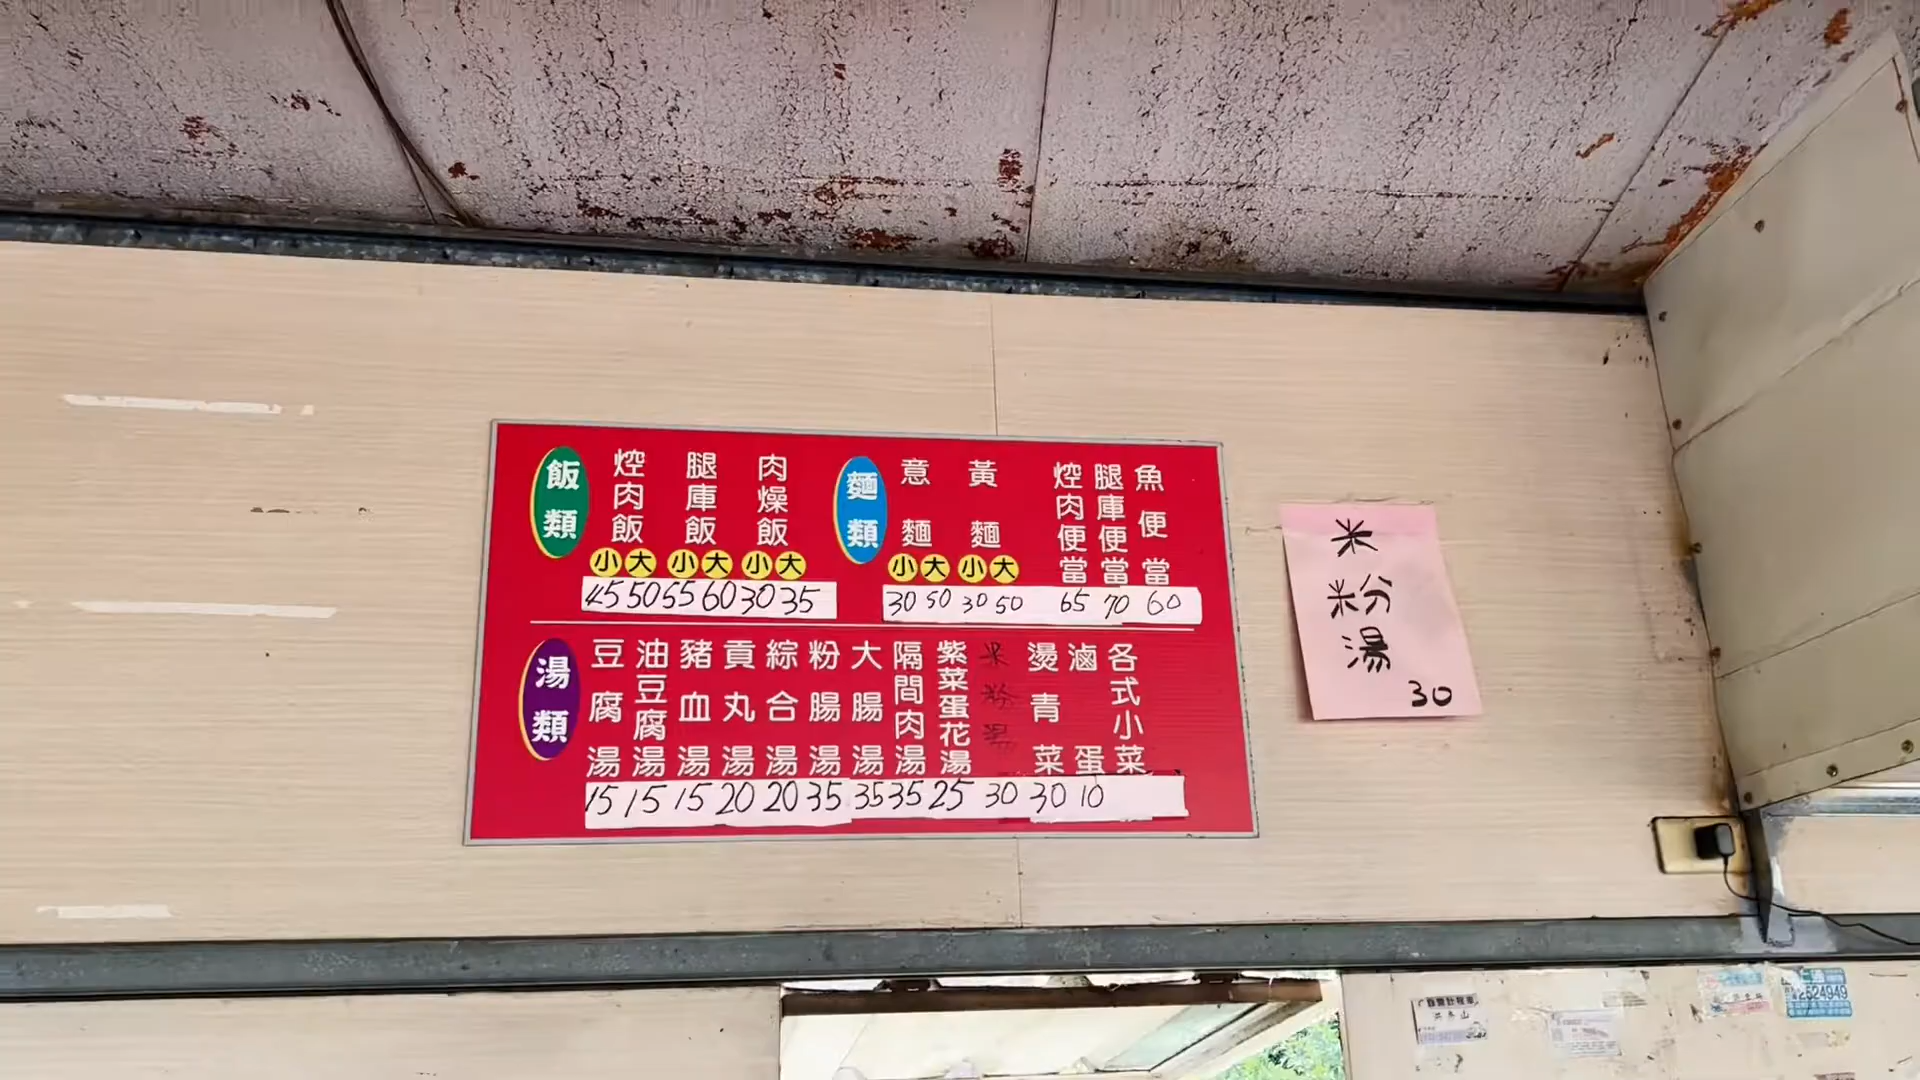 飯類
焢肉飯 小 大 45 50
腿庫飯 小 大 55 60
肉燥飯 小 大 30 35
麵類
意麵 小 大 30 50
黃麵 小 大 30 50
焢肉便當 65
腿庫便當 70
魚便當 60
湯類
豆腐湯 15
油豆腐湯 15
豬血湯 15
貢丸湯 20
綜合湯 20
粉腸湯 35
大腸湯 35
隔間肉湯 35
紫菜蛋花湯 25
米粉湯 30
燙青菜 30
滷蛋 10
各式小菜
米粉湯
30
2524949